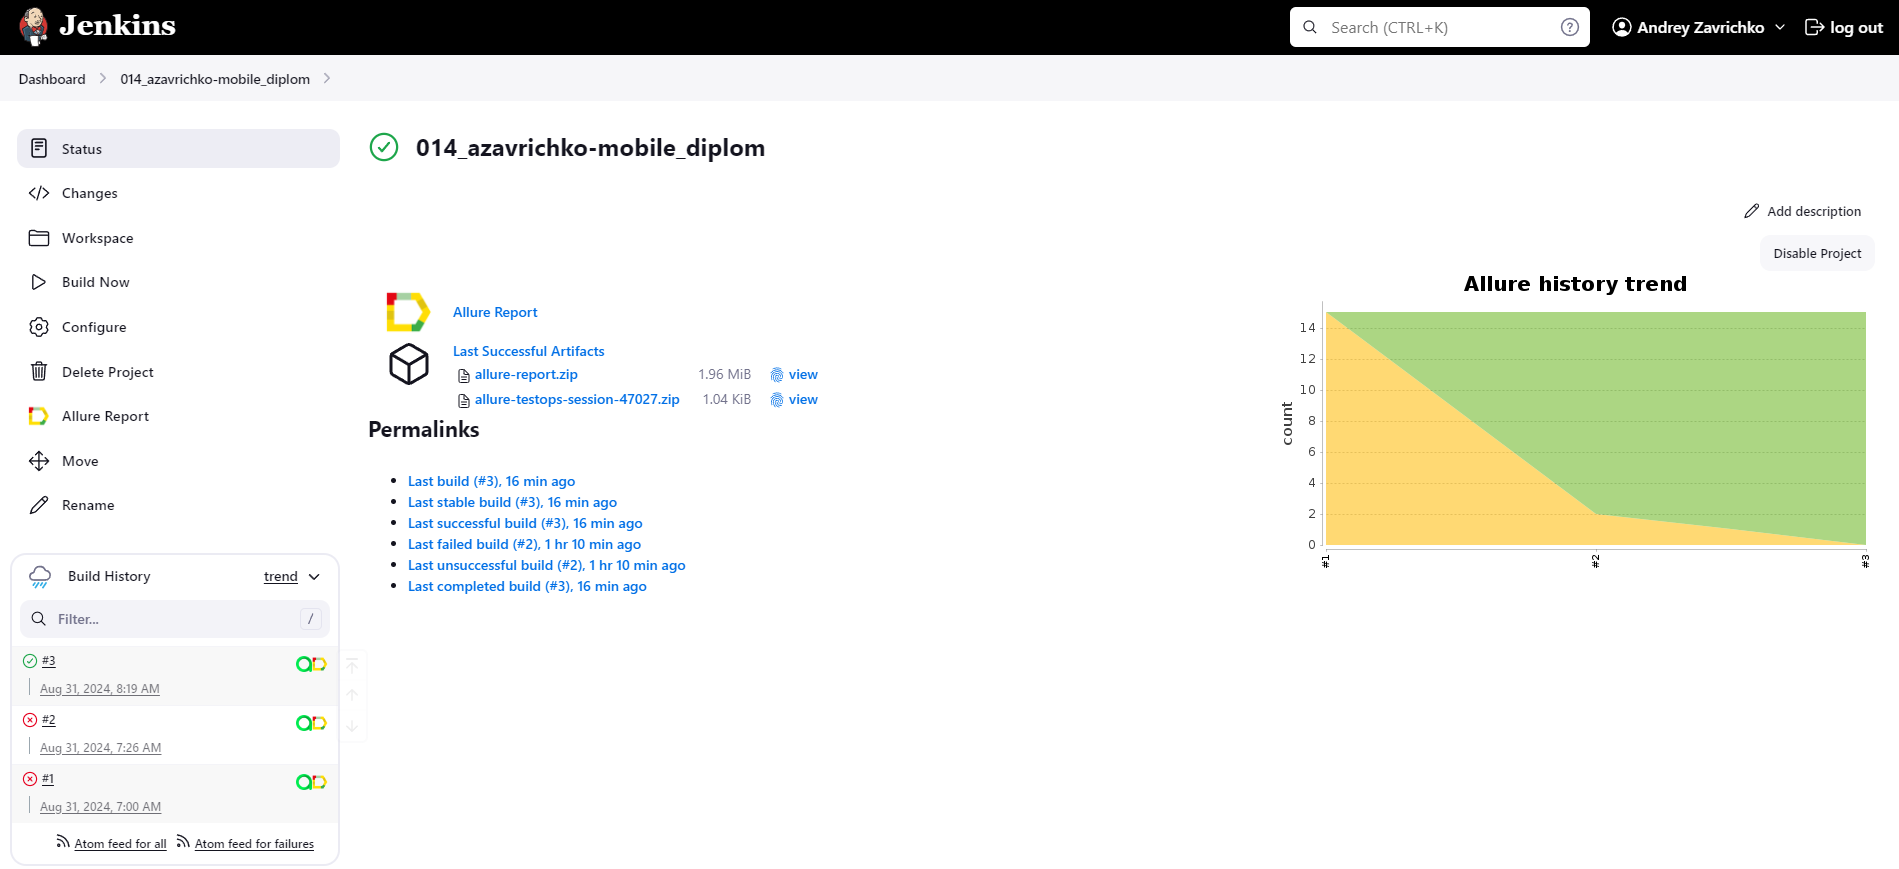 Jenkins
Search (CTRL+K)
Andrey Zavrichko
log out
Dashboard
014_azavrichko-mobile_diplom
Status
Changes
Workspace
Build Now
Configure
Delete Project
Allure Report
Move
Rename
Build History
trend
Filter...
/
#3
Aug 31, 2024, 8:19 AM
#2
Aug 31, 2024, 7:26 AM
#1
Aug 31, 2024, 7:00 AM
Atom feed for all
Atom feed for failures
014_azavrichko-mobile_diplom
Add description
Disable Project
Allure Report
Last Successful Artifacts
allure-report.zip 1.96 MiB view
allure-testops-session-47027.zip 1.04 KiB view
Permalinks
Last build (#3), 16 min ago
Last stable build (#3), 16 min ago
Last successful build (#3), 16 min ago
Last failed build (#2), 1 hr 10 min ago
Last unsuccessful build (#2), 1 hr 10 min ago
Last completed build (#3), 16 min ago
Allure history trend
count
14
12
10
8
6
4
2
0
#1
#2
#3